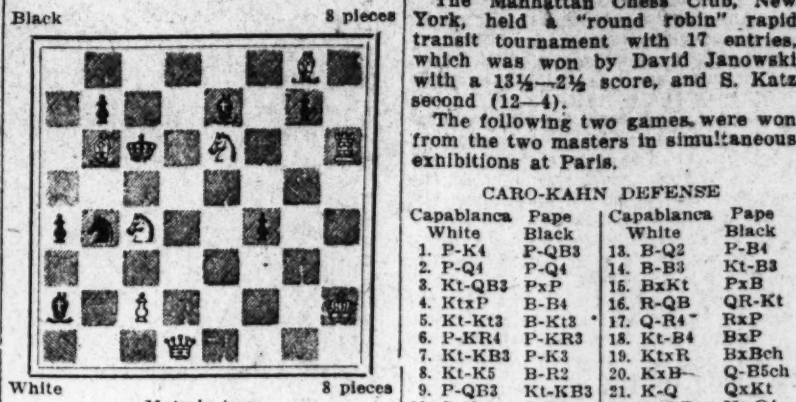 Black 8 pieces
White 8 pieces
The Manhattan Chess Club, New
York, held a "round robin" rapid
transit tournament with 17 entries,
which was won by David Janowski
with a 13½—2½ score, and S. Katz
second (12—4).
The following two games were won
from the two masters in simultaneous
exhibitions at Paris.
CARO-KAHN DEFENSE
Capablanca Pape
White Black
1. P-K4 P-QB3
2. P-Q4 P-Q4
3. Kt-QB3 PxP
4. KtxP B-B4
5. Kt-Kt3 B-Kt3
6. P-KR4 P-KR3
7. Kt-KB3 P-K3
8. Kt-K5 B-R2
9. P-QB3 Kt-KB3
Capablanca Pape
White Black
13. B-Q2 P-B4
14. B-B3 Kt-B3
15. BxKt PxB
16. R-QB QR-Kt
17. Q-R4 RxP
18. Kt-B4 BxP
19. KtxR BxBch
20. KxB Q-B5ch
21. K-Q QxKt